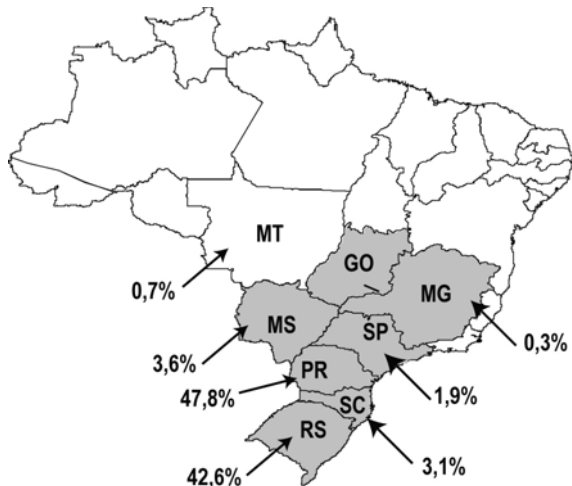 MT
GO
0,7%
MG
MS
SP
0,3%
3,6%
PR
47,8%
1,9%
SC
RS
3,1%
42,6%